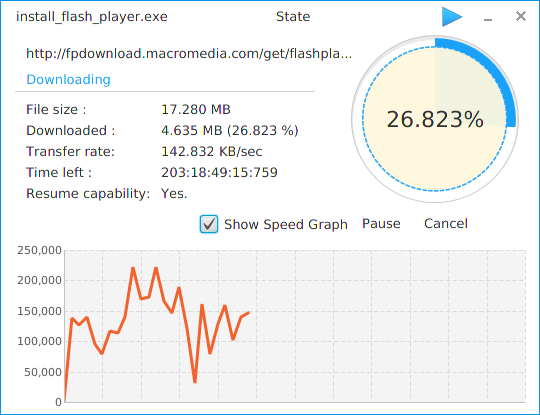 install_flash_player.exe State
http://fpdownload.macromedia.com/get/flashpla...
Downloading
File size : 17.280 MB
Downloaded : 4.635 MB (26.823 %)
Transfer rate: 142.832 KB/sec
Time left : 203:18:49:15:759
Resume capability: Yes.
26.823%
Show Speed Graph Pause Cancel
250,000
200,000
150,000
100,000
50,000
0